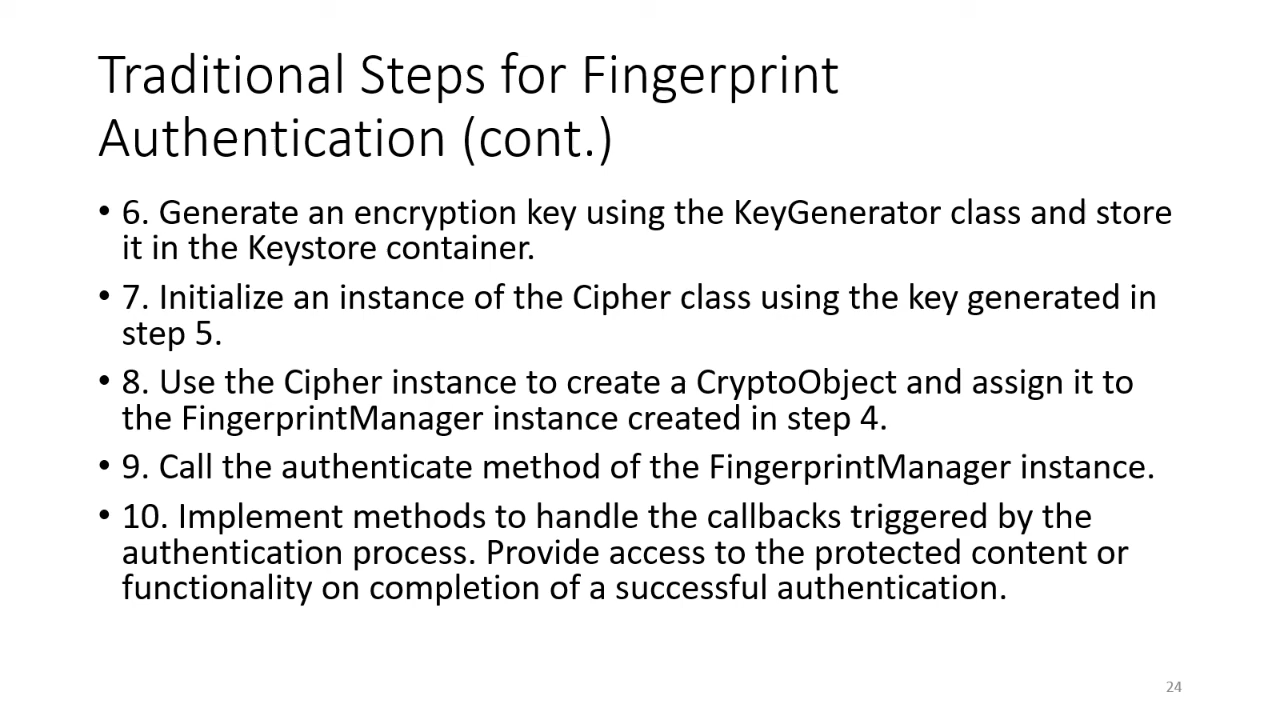 Traditional Steps for Fingerprint
Authentication (cont.)
• 6. Generate an encryption key using the KeyGenerator class and store
it in the Keystore container.
• 7. Initialize an instance of the Cipher class using the key generated in
step 5.
• 8. Use the Cipher instance to create a CryptoObject and assign it to
the FingerprintManager instance created in step 4.
• 9. Call the authenticate method of the FingerprintManager instance.
• 10. Implement methods to handle the callbacks triggered by the
authentication process. Provide access to the protected content or
functionality on completion of a successful authentication.
24